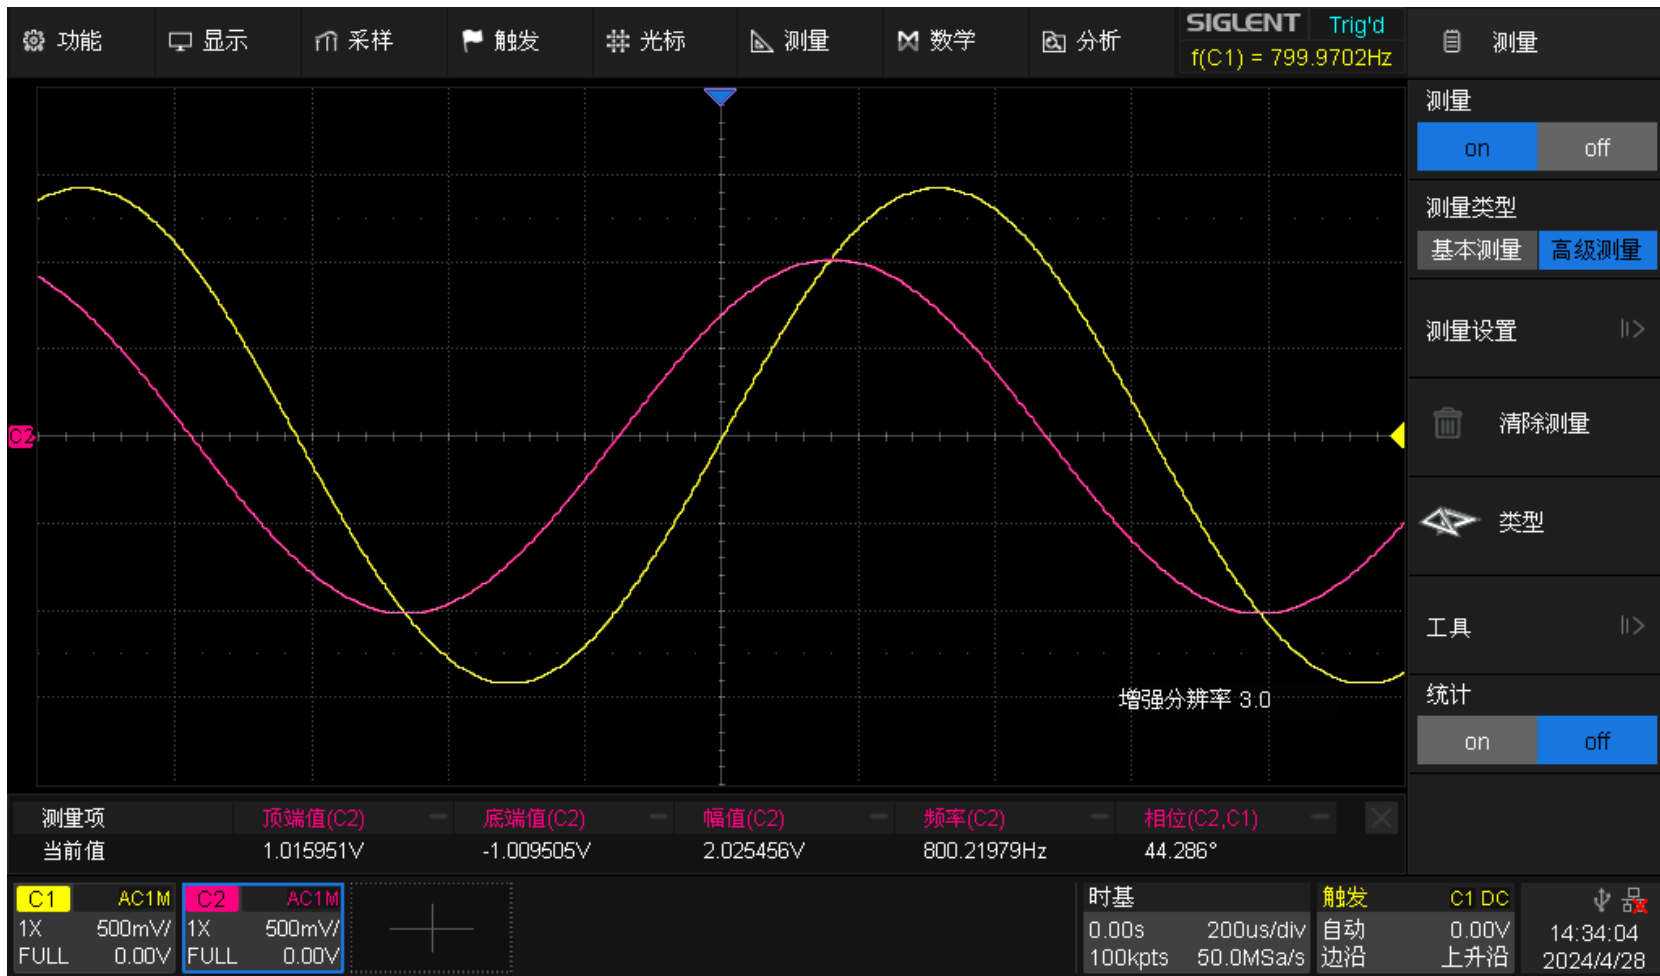 功能 显示 采样 触发 光标 测量 数学 分析 SIGLENT Trig'd 测量
f(C1) = 799.9702Hz
测量
on off
测量类型
基本测量 高级测量
测量设置
清除测量
C2
类型
工具
增强分辨率 3.0
统计
on off
测量项 顶端值(C2) 底端值(C2) 幅值(C2) 频率(C2) 相位(C2,C1)
当前值 1.015951V -1.009505V 2.025456V 800.21979Hz 44.286°
C1 AC1M C2 AC1M 时基 触发 C1 DC
1X 500mV/ 1X 500mV/ 0.00s 200us/div 自动 0.00V 14:34:04
FULL 0.00V FULL 0.00V 100kpts 50.0MSa/s 边沿 上升沿 2024/4/28